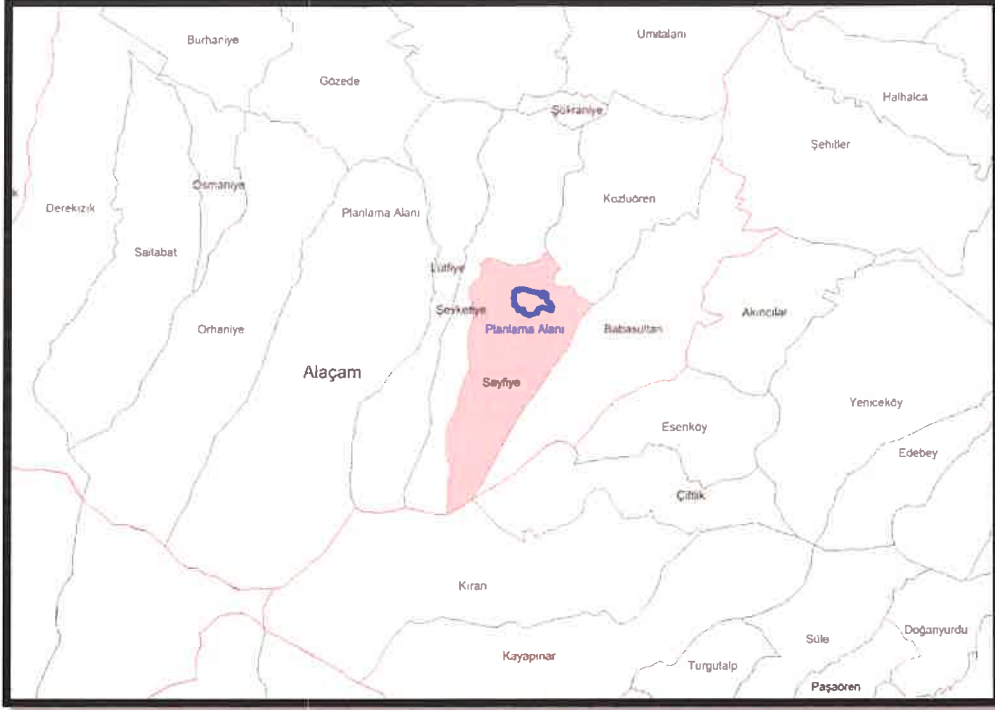 Burhaniye
Umitalanı
Gözede
Halhalca
Şükraniye
Şehitler
Osmaniye
Kozluören
Derekızık
Planlama Alanı
Saitabat
Lütfiye
Şevketiye
Akıncılar
Orhaniye
Planlama Alanı
Babasultan
Alaçam
Sayfiye
Yeniceköy
Esenköy
Edebey
Çiftlik
Kıran
Doğanyurdu
Süle
Kayapınar
Turgutalp
Paşaören